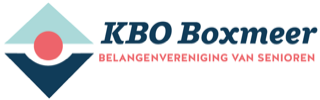 KBO Boxmeer
BELANGENVERENIGING VAN SENIOREN